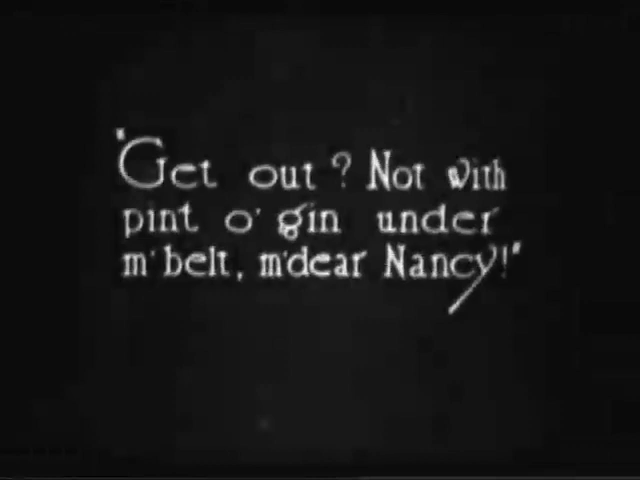 "Get out? Not with
pint o' gin under
m' belt, m'dear Nancy!"